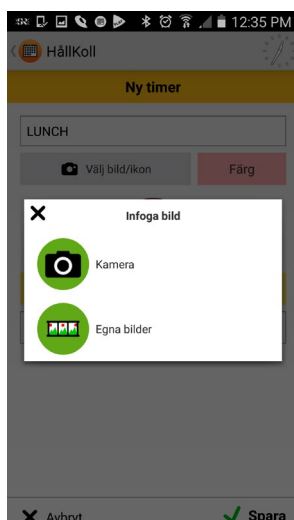 12:35 PM
HållKoll
Ny timer
LUNCH
Välj bild/ikon
Färg
Infoga bild
Kamera
Egna bilder
Avbryt
Spara